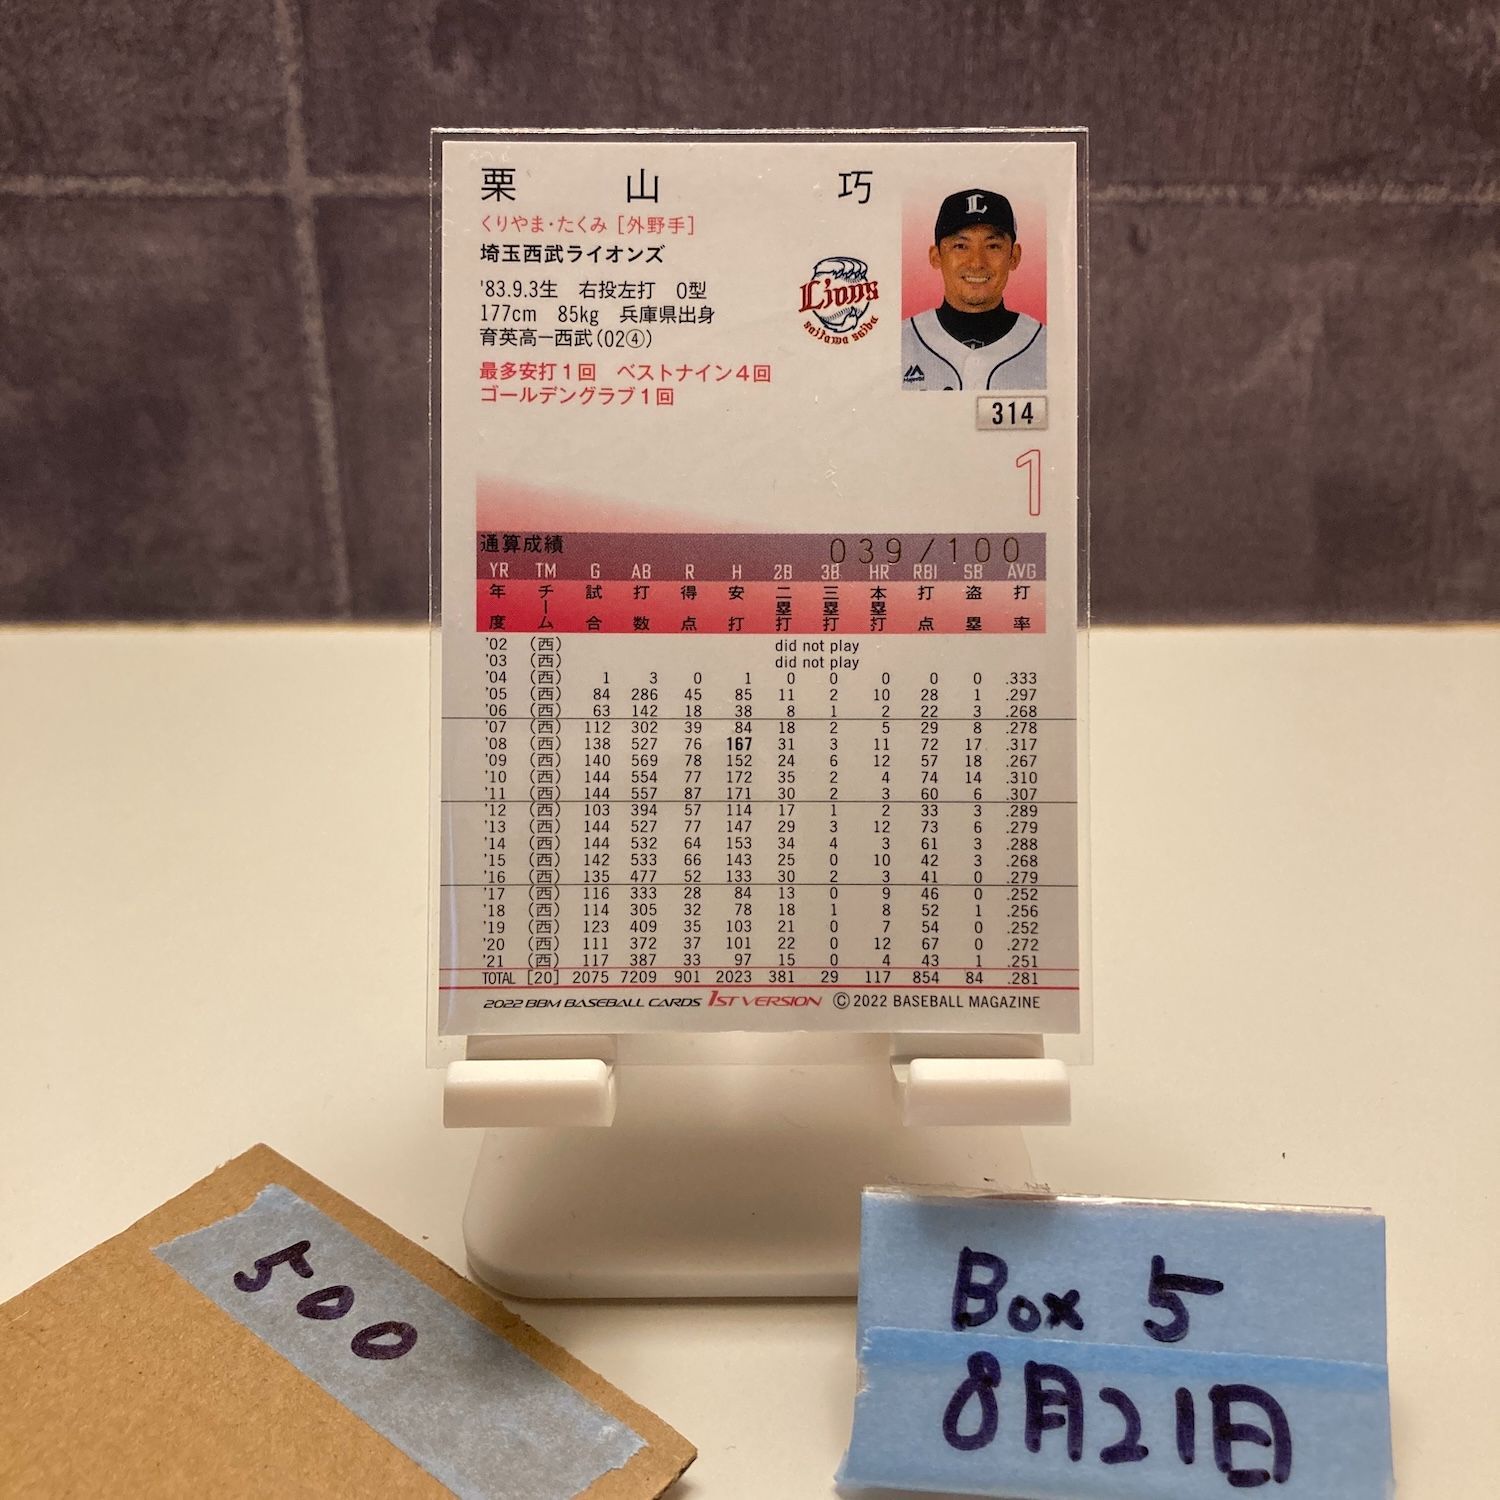 栗山巧
くりやま・たくみ［外野手］
埼玉西武ライオンズ
'83.9.3生 右投左打 O型
177cm 85kg 兵庫県出身
育英高ー西武(02④)
最多安打1回 ベストナイン4回
ゴールデングラブ1回
Lions
saitama seibu
L
Majestic
314
1
通算成績
039/100
YR TM G AB R H 2B 3B HR RBI SB AVG
年度 チーム 試合 打数 得点 安打 二塁打 三塁打 本塁打 打点 盗塁 打率
'02 (西) did not play
'03 (西) did not play
'04 (西) 1 3 0 1 0 0 0 0 0 .333
'05 (西) 84 286 45 85 11 2 10 28 1 .297
'06 (西) 63 142 18 38 8 1 2 22 3 .268
'07 (西) 112 302 39 84 18 2 5 29 8 .278
'08 (西) 138 527 76 167 31 3 11 72 17 .317
'09 (西) 140 569 78 152 24 6 12 57 18 .267
'10 (西) 144 554 77 172 35 2 4 74 14 .310
'11 (西) 144 557 87 171 30 2 3 60 6 .307
'12 (西) 103 394 57 114 17 1 2 33 3 .289
'13 (西) 144 527 77 147 29 3 12 73 6 .279
'14 (西) 144 532 64 153 34 4 3 61 3 .288
'15 (西) 142 533 66 143 25 0 10 42 3 .268
'16 (西) 135 477 52 133 30 2 3 41 0 .279
'17 (西) 116 333 28 84 13 0 9 46 0 .252
'18 (西) 114 305 32 78 18 1 8 52 1 .256
'19 (西) 123 409 35 103 21 0 7 54 0 .252
'20 (西) 111 372 37 101 22 0 12 67 0 .272
'21 (西) 117 387 33 97 15 0 4 43 1 .251
TOTAL [20] 2075 7209 901 2023 381 29 117 854 84 .281
2022 BBM BASEBALL CARDS 1ST VERSION ©2022 BASEBALL MAGAZINE
500
Box 5
8月21日